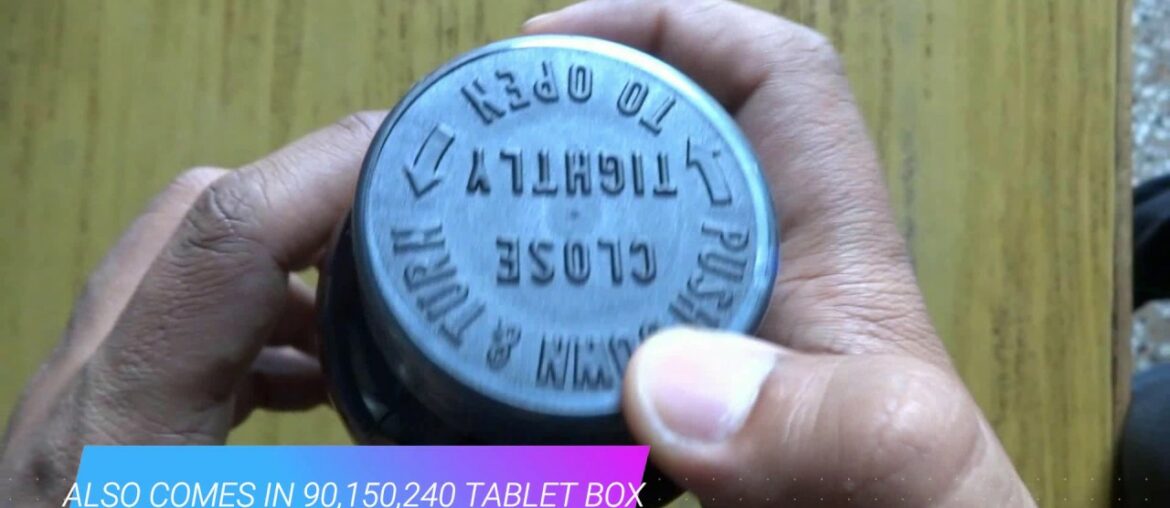 PUSH DOWN & TURN
CLOSE
TIGHTLY
TO OPEN
ALSO COMES IN 90,150,240 TABLET BOX